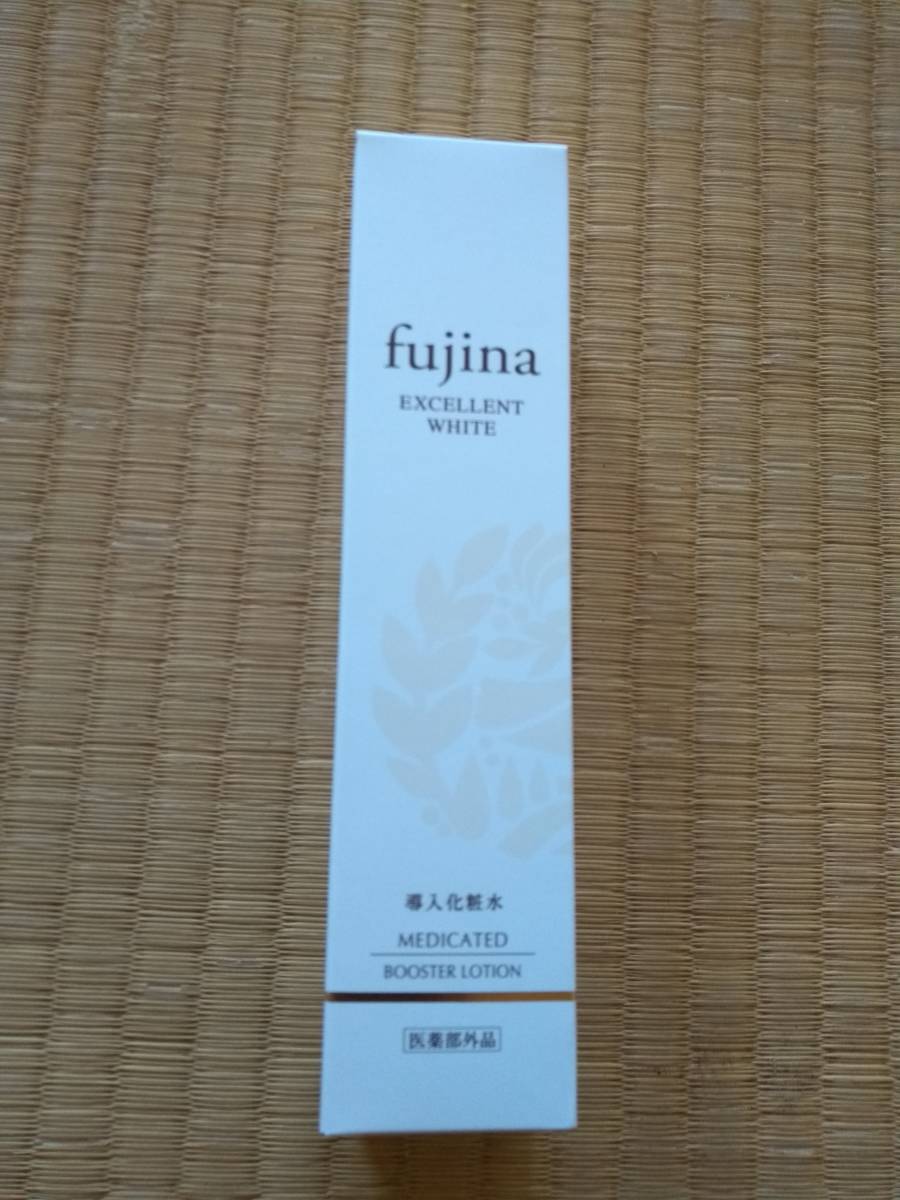 fujina
EXCELLENT
WHITE
導入化粧水
MEDICATED
BOOSTER LOTION
医薬部外品